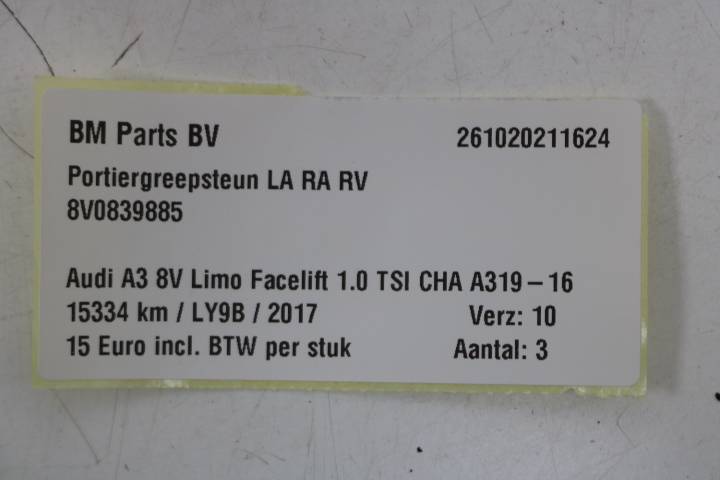 BM Parts BV 261020211624
Portiergreepsteun LA RA RV
8V0839885
Audi A3 8V Limo Facelift 1.0 TSI CHA A319 – 16
15334 km / LY9B / 2017 Verz: 10
15 Euro incl. BTW per stuk Aantal: 3